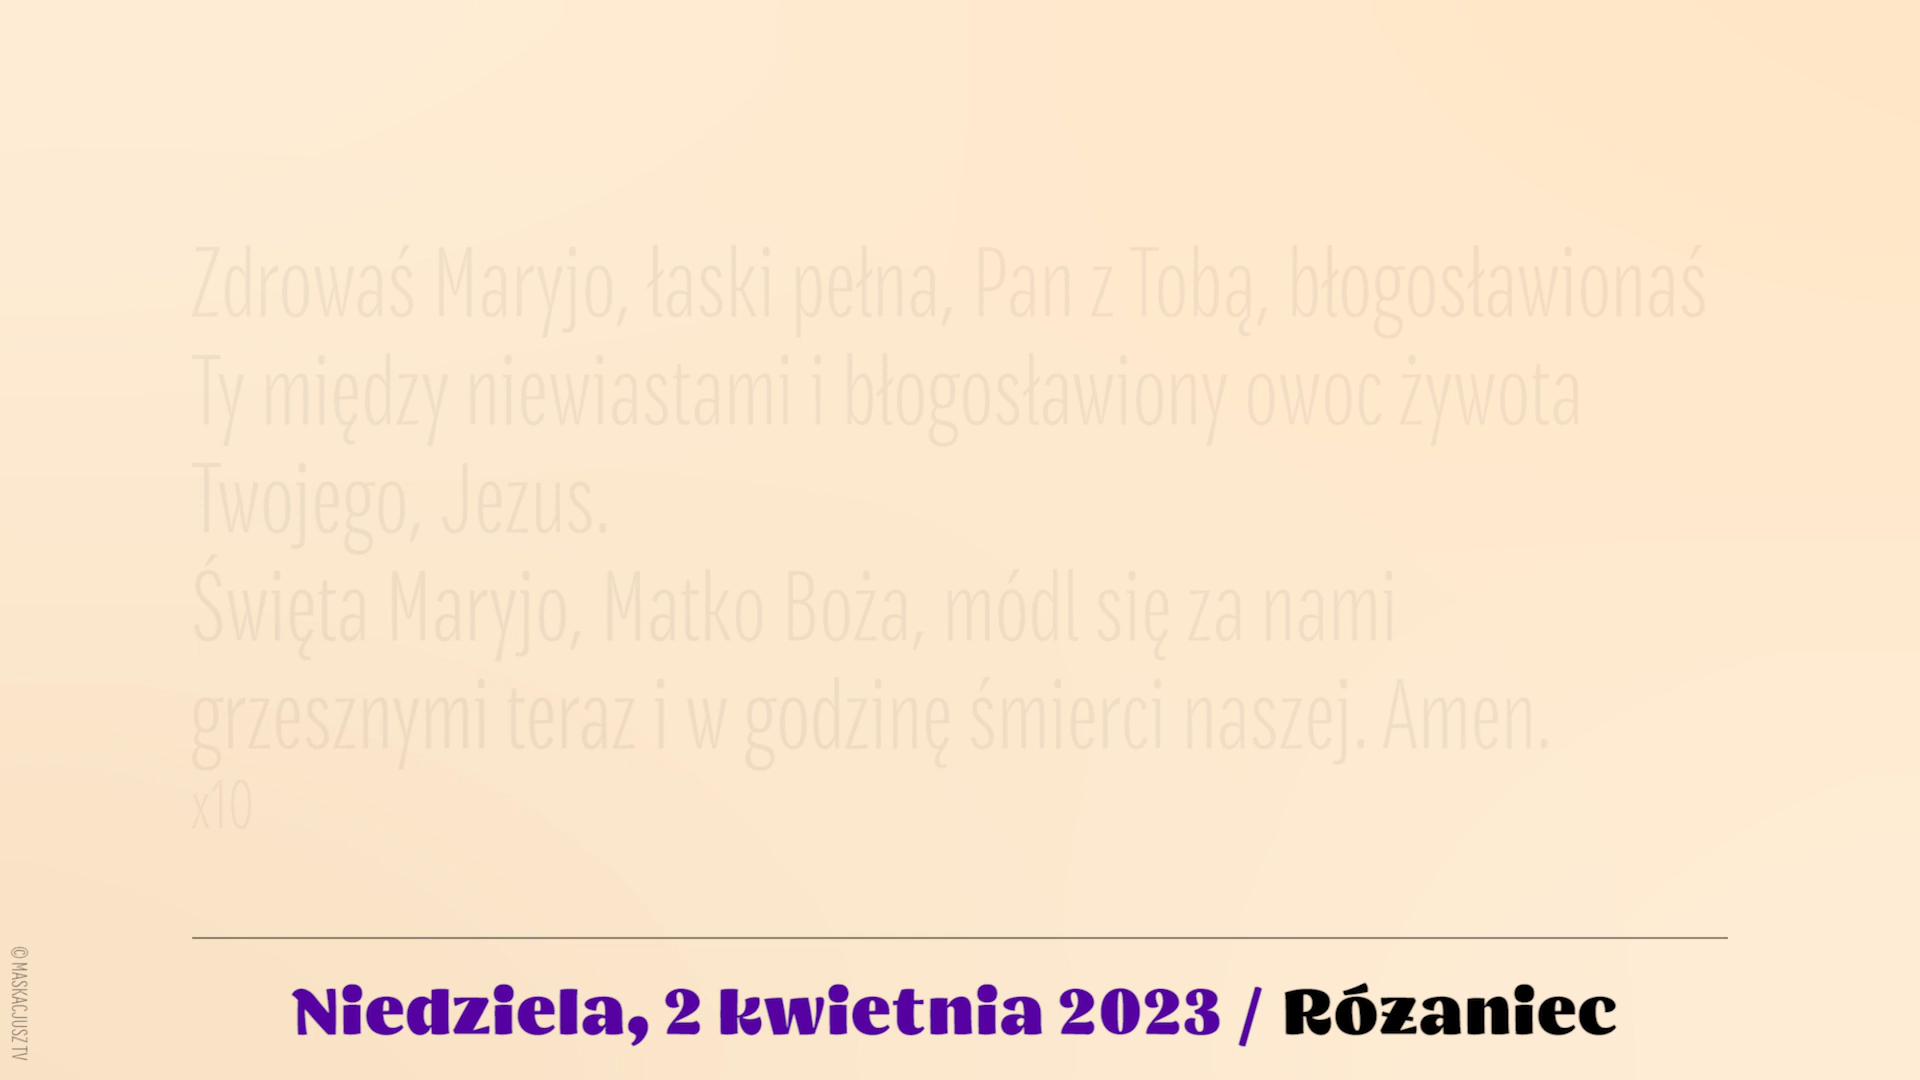 Zdrowaś Maryjo, łaski pełna, Pan z Tobą, błogosławionaś
Ty między niewiastami i błogosławiony owoc żywota
Twojego, Jezus.
Święta Maryjo, Matko Boża, módl się za nami
grzesznymi teraz i w godzinę śmierci naszej. Amen.
x10
Niedziela, 2 kwietnia 2023 / Różaniec
© MASKACJUSZ TV